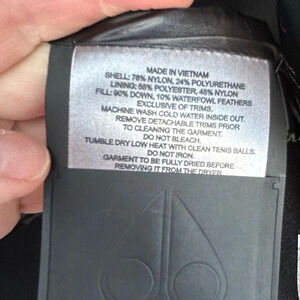 MADE IN VIETNAM
SHELL: 76% NYLON, 24% POLYURETHANE
LINING: 55% POLYESTER, 45% NYLON
FILL: 90% DOWN, 10% WATERFOWL FEATHERS
EXCLUSIVE OF TRIMS.
MACHINE WASH COLD WATER INSIDE OUT.
REMOVE DETACHABLE TRIMS PRIOR
TO CLEANING THE GARMENT.
DO NOT BLEACH.
TUMBLE DRY LOW HEAT WITH CLEAN TENIS BALLS.
DO NOT IRON.
GARMENT TO BE FULLY DRIED BEFORE
REMOVING IT FROM THE DRYER.